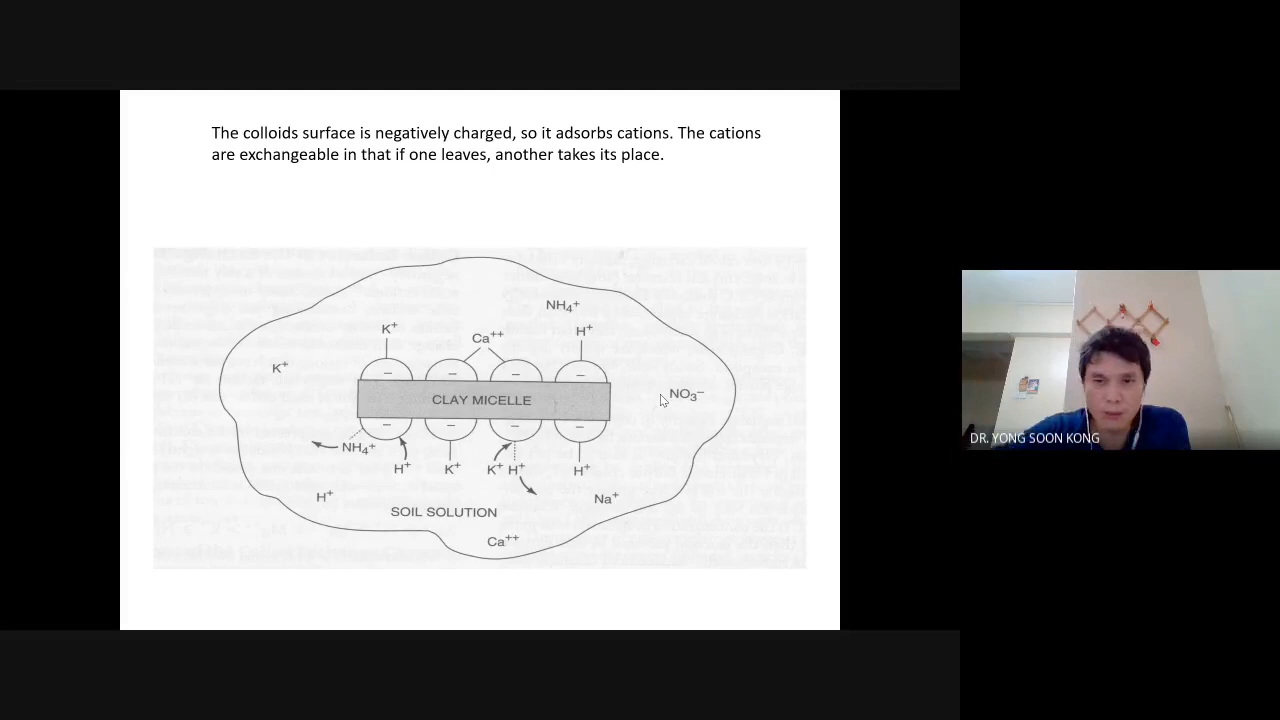 The colloids surface is negatively charged, so it adsorbs cations. The cations
are exchangeable in that if one leaves, another takes its place.
NH₄⁺
K⁺
Ca⁺⁺
H⁺
K⁺
− − − −
CLAY MICELLE
NO₃⁻
− − − −
NH₄⁺
H⁺ K⁺ K⁺ H⁺ H⁺
H⁺
Na⁺
SOIL SOLUTION
Ca⁺⁺
DR. YONG SOON KONG